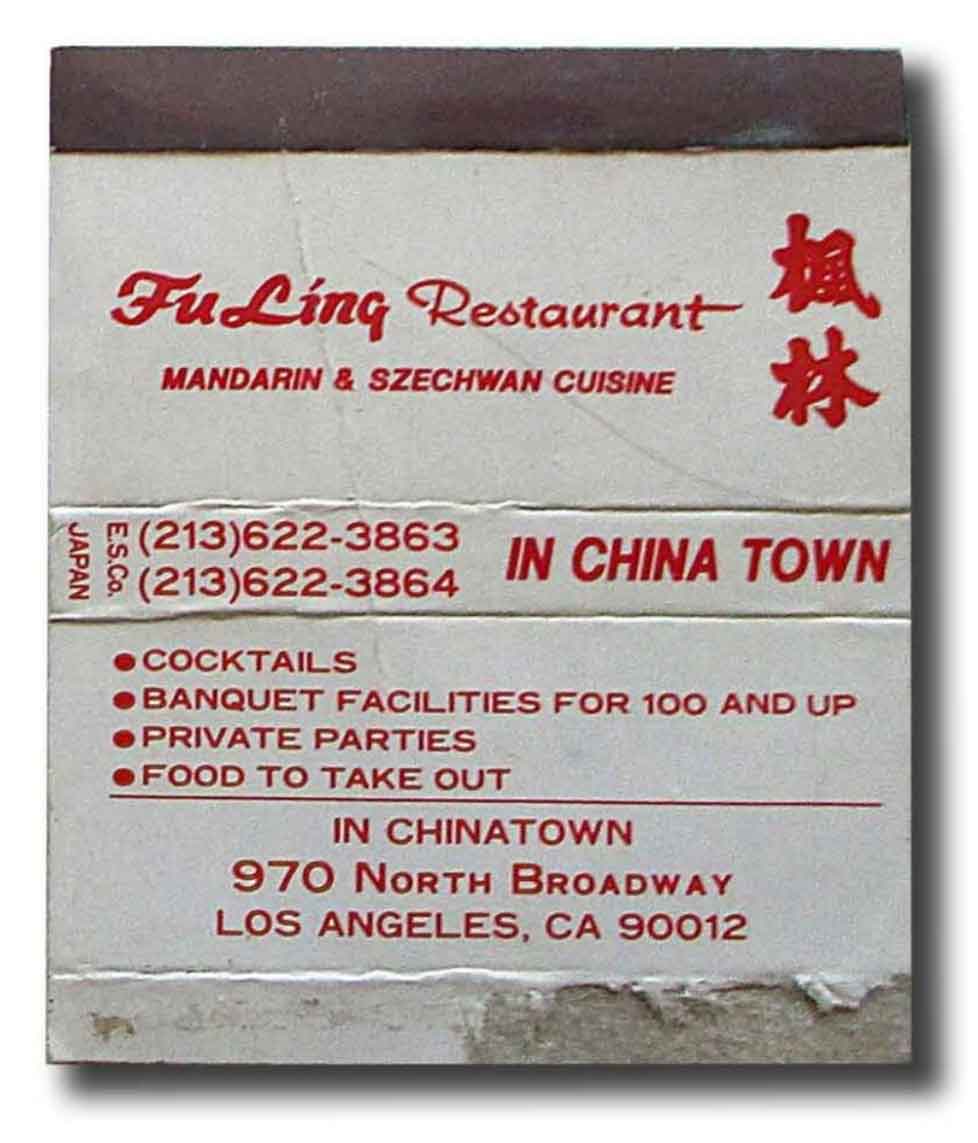 Fu Ling Restaurant
楓林
MANDARIN & SZECHWAN CUISINE
E.S.Co.
JAPAN
(213)622-3863
(213)622-3864
IN CHINA TOWN
● COCKTAILS
● BANQUET FACILITIES FOR 100 AND UP
● PRIVATE PARTIES
● FOOD TO TAKE OUT
IN CHINATOWN
970 NORTH BROADWAY
LOS ANGELES, CA 90012